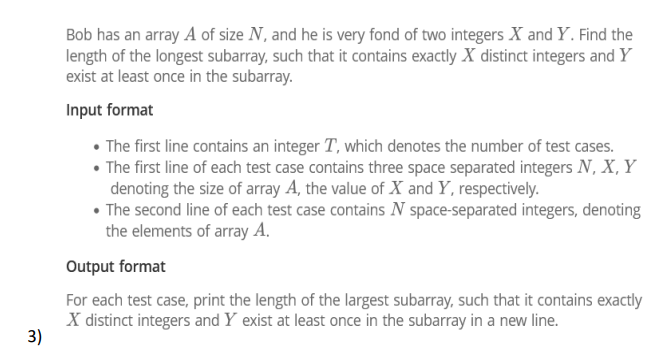 Bob has an array A of size N, and he is very fond of two integers X and Y. Find the
length of the longest subarray, such that it contains exactly X distinct integers and Y
exist at least once in the subarray.
Input format
• The first line contains an integer T, which denotes the number of test cases.
• The first line of each test case contains three space separated integers N, X, Y
denoting the size of array A, the value of X and Y, respectively.
• The second line of each test case contains N space-separated integers, denoting
the elements of array A.
Output format
For each test case, print the length of the largest subarray, such that it contains exactly
X distinct integers and Y exist at least once in the subarray in a new line.
3)